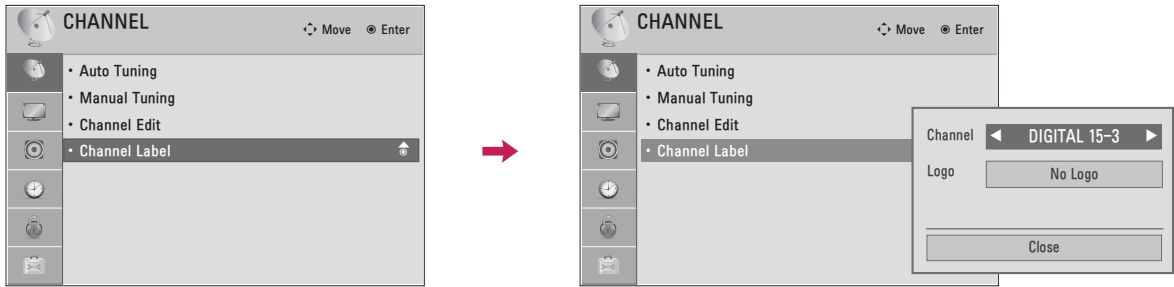 CHANNEL
Move
Enter
• Auto Tuning
• Manual Tuning
• Channel Edit
• Channel Label
CHANNEL
Move
Enter
• Auto Tuning
• Manual Tuning
• Channel Edit
• Channel Label
Channel ◀ DIGITAL 15-3 ▶
Logo No Logo
Close